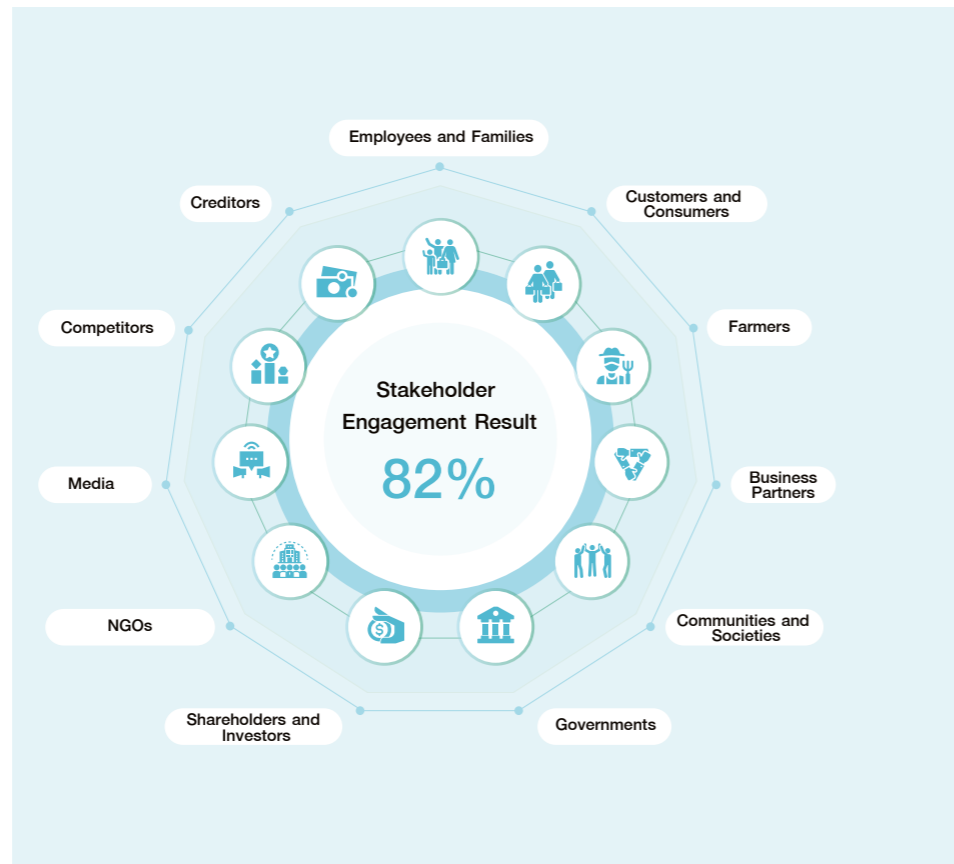 Employees and Families
Creditors
Customers and
Consumers
Competitors
Farmers
Stakeholder
Engagement Result
82%
Media
Business
Partners
NGOs
Communities and
Societies
Shareholders and
Investors
Governments